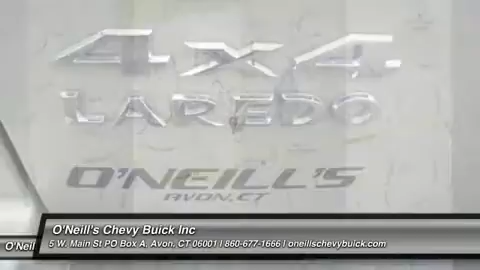 4x4
LAREDO
O'NEILL'S
AVON, CT
O'Neill's Chevy Buick Inc
5 W. Main St PO Box A, Avon, CT 06001 | 860-677-1666 | oneillschevybuick.com
O'Neil